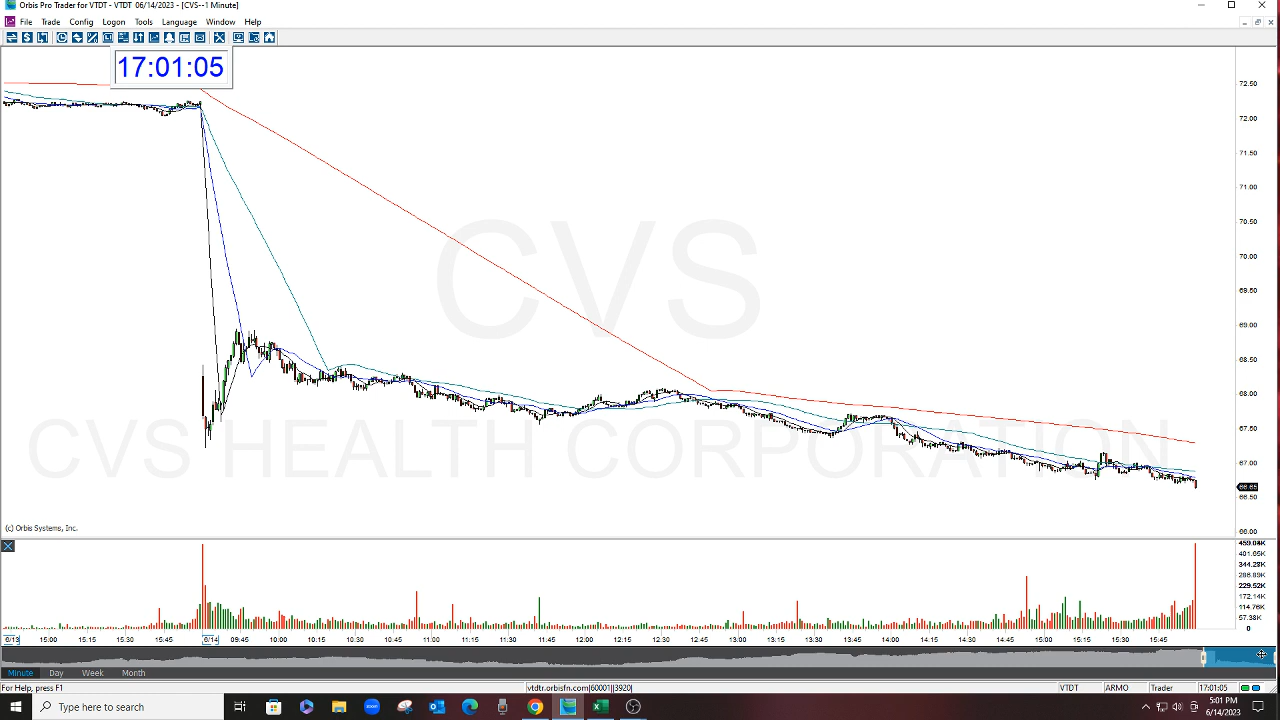 Orbis Pro Trader for VTDT - VTDT 06/14/2023 - [CVS--1 Minute]
File Trade Config Logon Tools Language Window Help
17:01:05
72.50
72.00
71.50
71.00
70.50
70.00
69.50
69.00
68.50
68.00
67.50
67.00
66.65
66.50
66.00
CVS
CVS HEALTH CORPORATION
(c) Orbis Systems, Inc.
401.05K
344.22K
286.89K
229.52K
172.14K
114.76K
57.38K
0
6/13 15:00 15:15 15:30 15:45 6/14 09:45 10:00 10:15 10:30 10:45 11:00 11:15 11:30 11:45 12:00 12:15 12:30 12:45 13:00 13:15 13:30 13:45 14:00 14:15 14:30 14:45 15:00 15:15 15:30 15:45
Minute Day Week Month
For Help, press F1 vtdtr.orbisfn.com|60001||3920| VTDT ARMO Trader 17:01:05
Type here to search
zoom
5:01 PM
6/14/2023